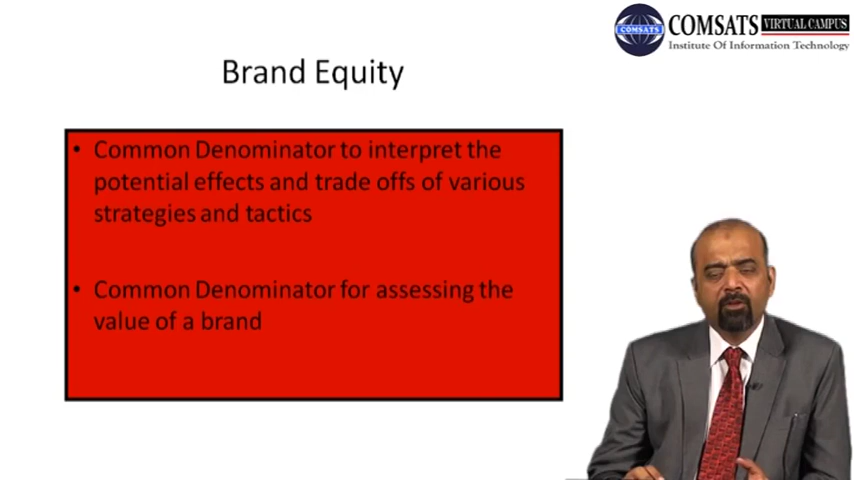 COMSATS
COMSATS VIRTUAL CAMPUS
Institute Of Information Technology
Brand Equity
• Common Denominator to interpret the
potential effects and trade offs of various
strategies and tactics
• Common Denominator for assessing the
value of a brand